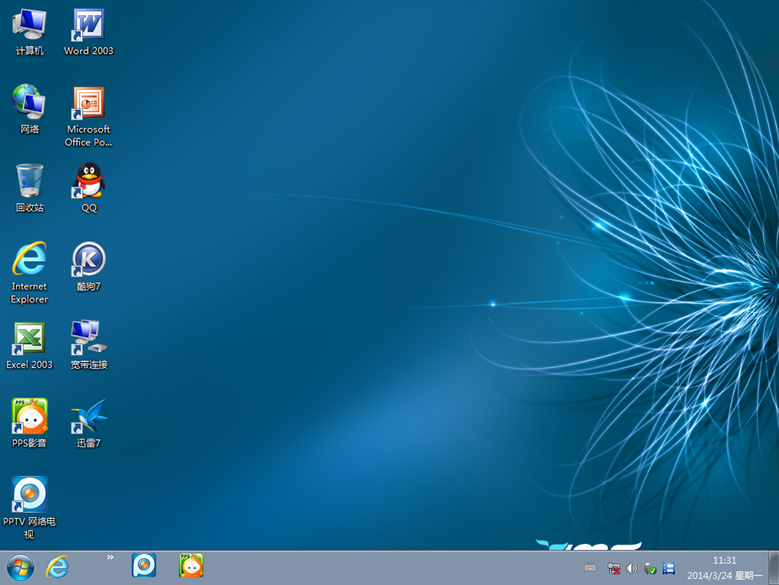 计算机
Word 2003
网络
Microsoft
Office Po...
回收站
QQ
Internet
Explorer
酷狗7
Excel 2003
宽带连接
PPS影音
迅雷7
PPTV 网络电
视
11:31
2014/3/24 星期一